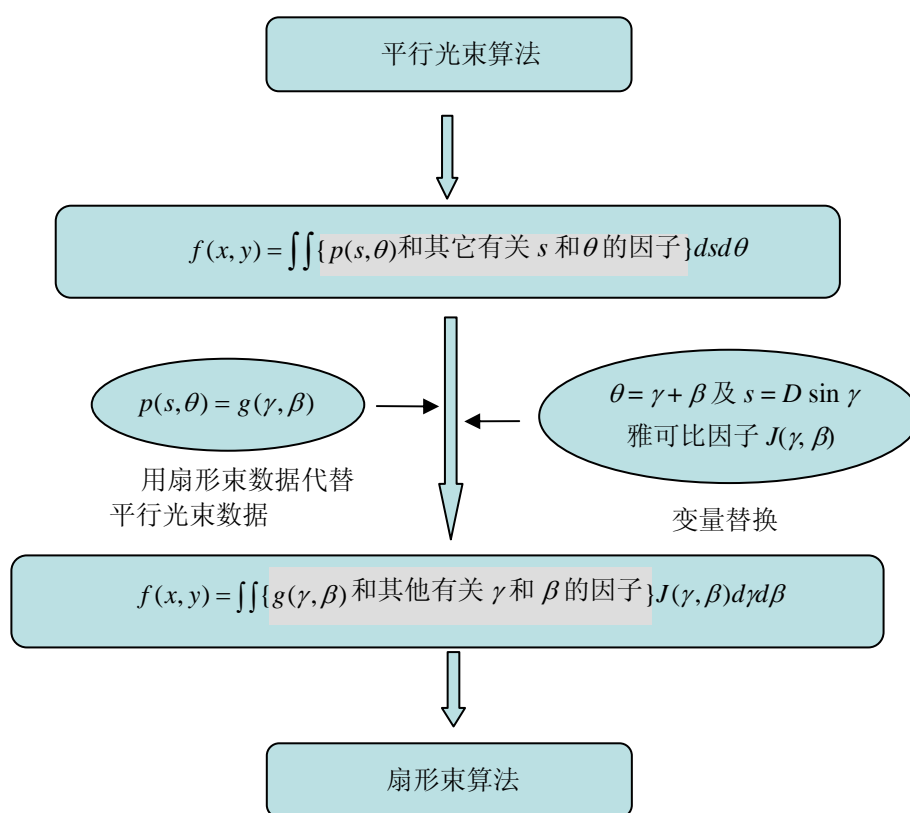 平行光束算法
f(x, y) = ∫∫{p(s,θ)和其它有关 s 和θ 的因子}dsdθ
p(s,θ) = g(γ,β)
θ = γ + β 及 s = D sin γ
雅可比因子 J(γ, β)
用扇形束数据代替
平行光束数据
变量替换
f(x, y) = ∫∫{g(γ,β) 和其他有关 γ 和 β 的因子}J(γ,β)dγdβ
扇形束算法